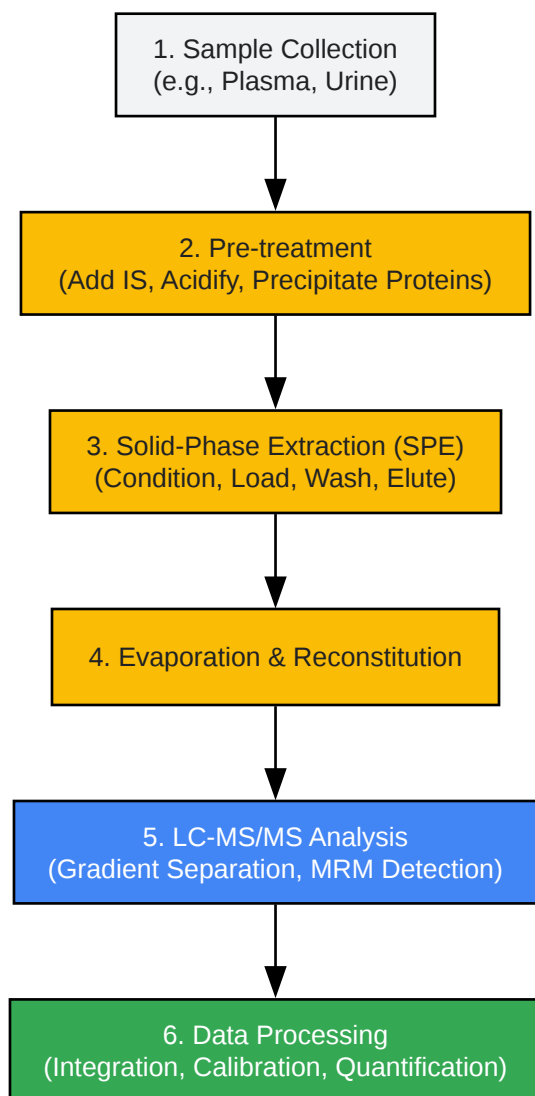 1. Sample Collection
(e.g., Plasma, Urine)
2. Pre-treatment
(Add IS, Acidify, Precipitate Proteins)
3. Solid-Phase Extraction (SPE)
(Condition, Load, Wash, Elute)
4. Evaporation & Reconstitution
5. LC-MS/MS Analysis
(Gradient Separation, MRM Detection)
6. Data Processing
(Integration, Calibration, Quantification)